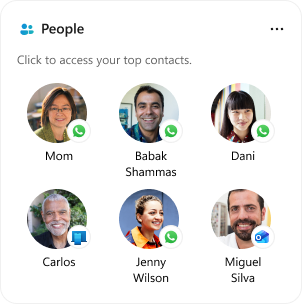 People
Click to access your top contacts.
Mom
Babak
Shammas
Dani
Carlos
Jenny
Wilson
Miguel
Silva